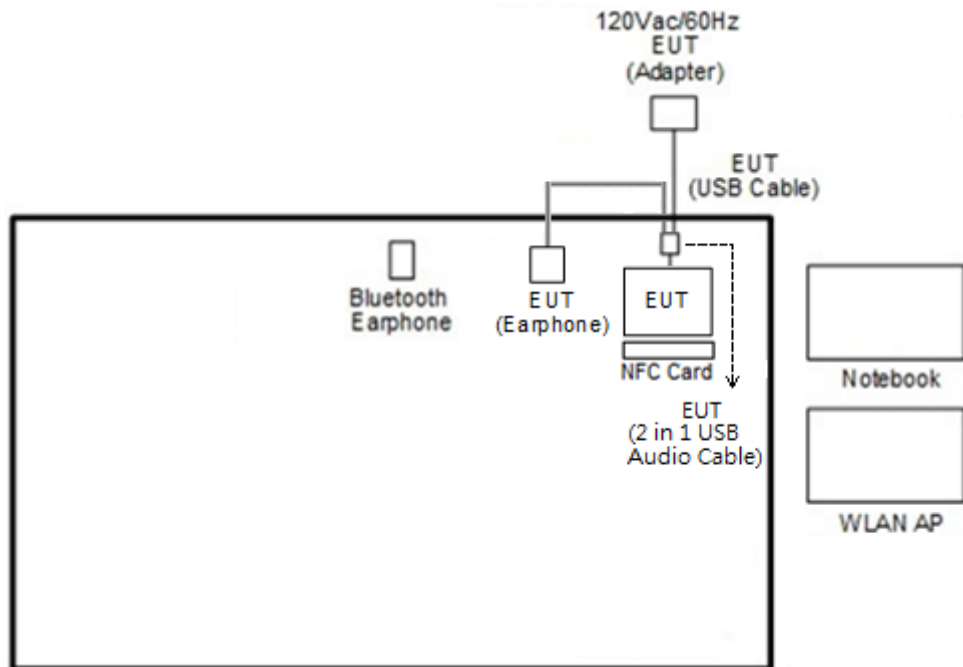 120Vac/60Hz
EUT
(Adapter)
EUT
(USB Cable)
Bluetooth
Earphone
EUT
(Earphone)
EUT
NFC Card
EUT
(2 in 1 USB
Audio Cable)
Notebook
WLAN AP